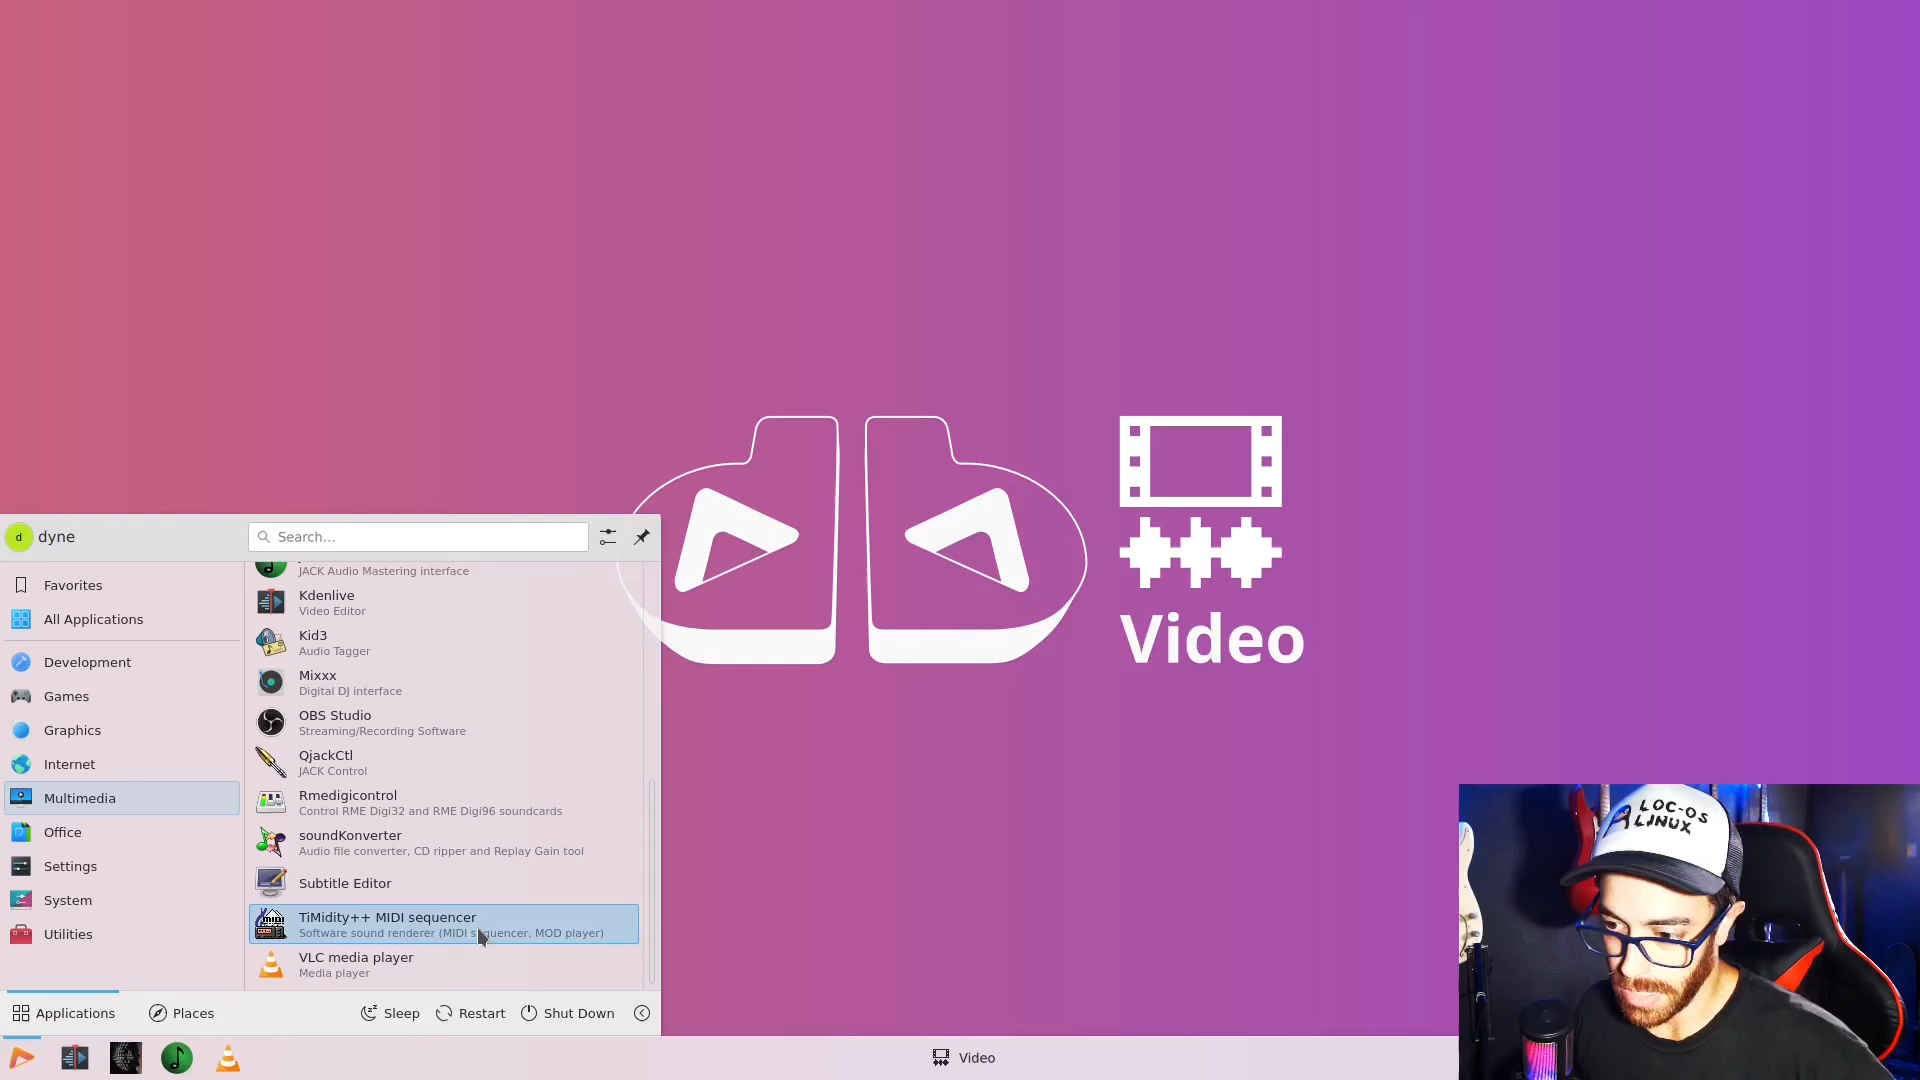 Video
d
dyne
Search...
Favorites
All Applications
Development
Games
Graphics
Internet
Multimedia
Office
Settings
System
Utilities
JACK Audio Mastering interface
Kdenlive
Video Editor
Kid3
Audio Tagger
Mixxx
Digital DJ interface
OBS Studio
Streaming/Recording Software
QjackCtl
JACK Control
Rmedigicontrol
Control RME Digi32 and RME Digi96 soundcards
soundKonverter
Audio file converter, CD ripper and Replay Gain tool
Subtitle Editor
TiMidity++ MIDI sequencer
Software sound renderer (MIDI sequencer, MOD player)
VLC media player
Media player
Applications
Places
Sleep
Restart
Shut Down
Video
LOC-OS
LINUX